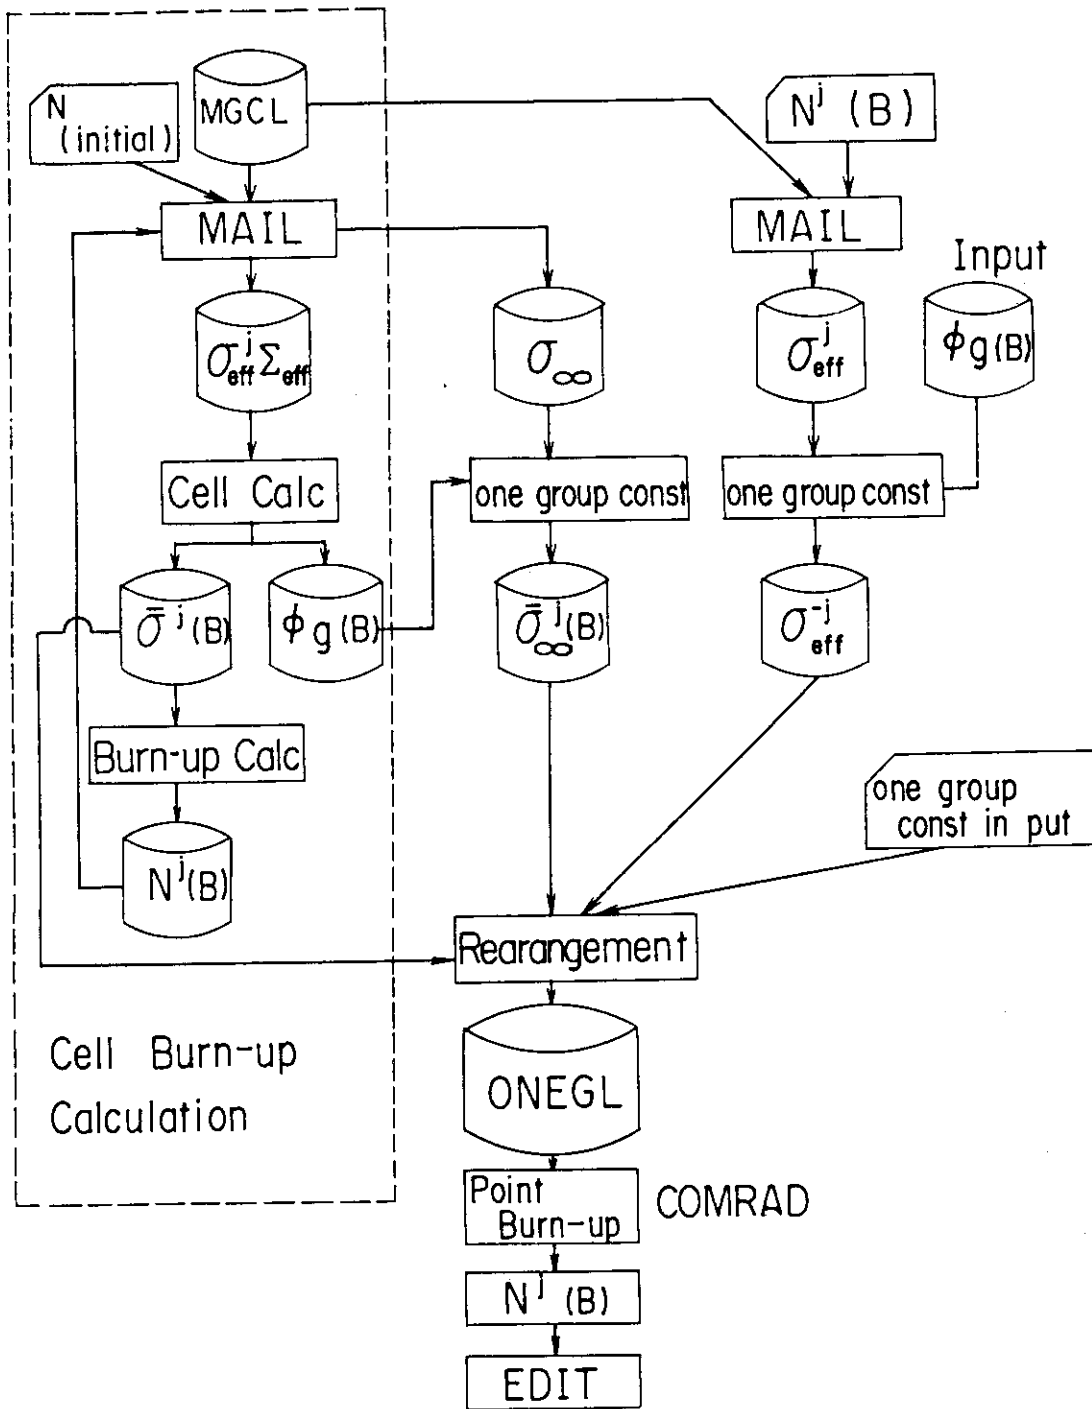 N
(initial)
MGCL
N^j (B)
MAIL
MAIL
Input
σ^j_eff Σ_eff
σ_∞
σ^j_eff
φg(B)
Cell Calc
one group const
one group const
σ̄^j(B)
φg(B)
σ̄^j_∞(B)
σ^-j_eff
Burn-up Calc
one group
const in put
N^j(B)
Rearangement
Cell Burn-up
Calculation
ONEGL
Point
Burn-up
COMRAD
N^j (B)
EDIT